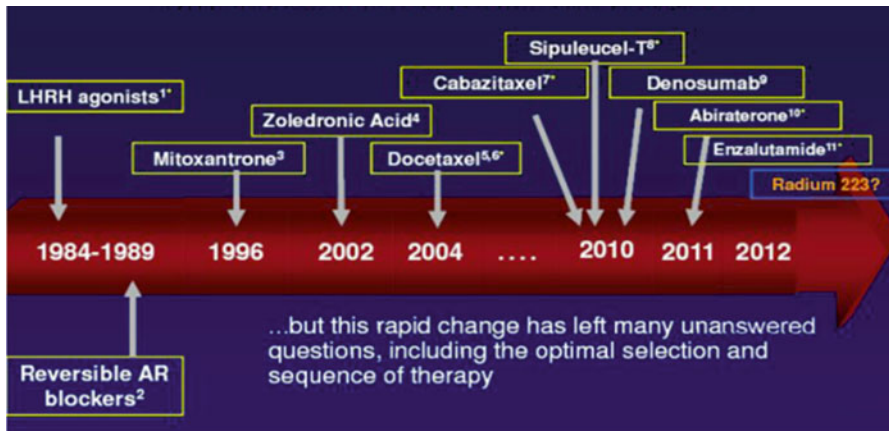 Sipuleucel-T⁸*
Cabazitaxel⁷*
Denosumab⁹
LHRH agonists¹*
Zoledronic Acid⁴
Abiraterone¹⁰*
Mitoxantrone³
Docetaxel⁵,⁶*
Enzalutamide¹¹*
Radium 223?
1984-1989 1996 2002 2004 .... 2010 2011 2012
...but this rapid change has left many unanswered
questions, including the optimal selection and
sequence of therapy
Reversible AR
blockers²